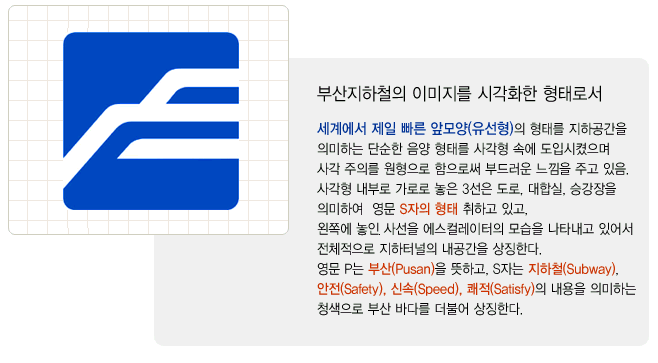 부산지하철의 이미지를 시각화한 형태로서
세계에서 제일 빠른 앞모양(유선형)의 형태를 지하공간을
의미하는 단순한 음양 형태를 사각형 속에 도입시켰으며
사각 주의를 원형으로 함으로써 부드러운 느낌을 주고 있음.
사각형 내부로 가로로 놓은 3선은 도로, 대합실, 승강장을
의미하여 영문 S자의 형태 취하고 있고,
왼쪽에 놓인 사선을 에스컬레이터의 모습을 나타내고 있어서
전체적으로 지하터널의 내공간을 상징한다.
영문 P는 부산(Pusan)을 뜻하고, S자는 지하철(Subway),
안전(Safety), 신속(Speed), 쾌적(Satisfy)의 내용을 의미하는
청색으로 부산 바다를 더불어 상징한다.